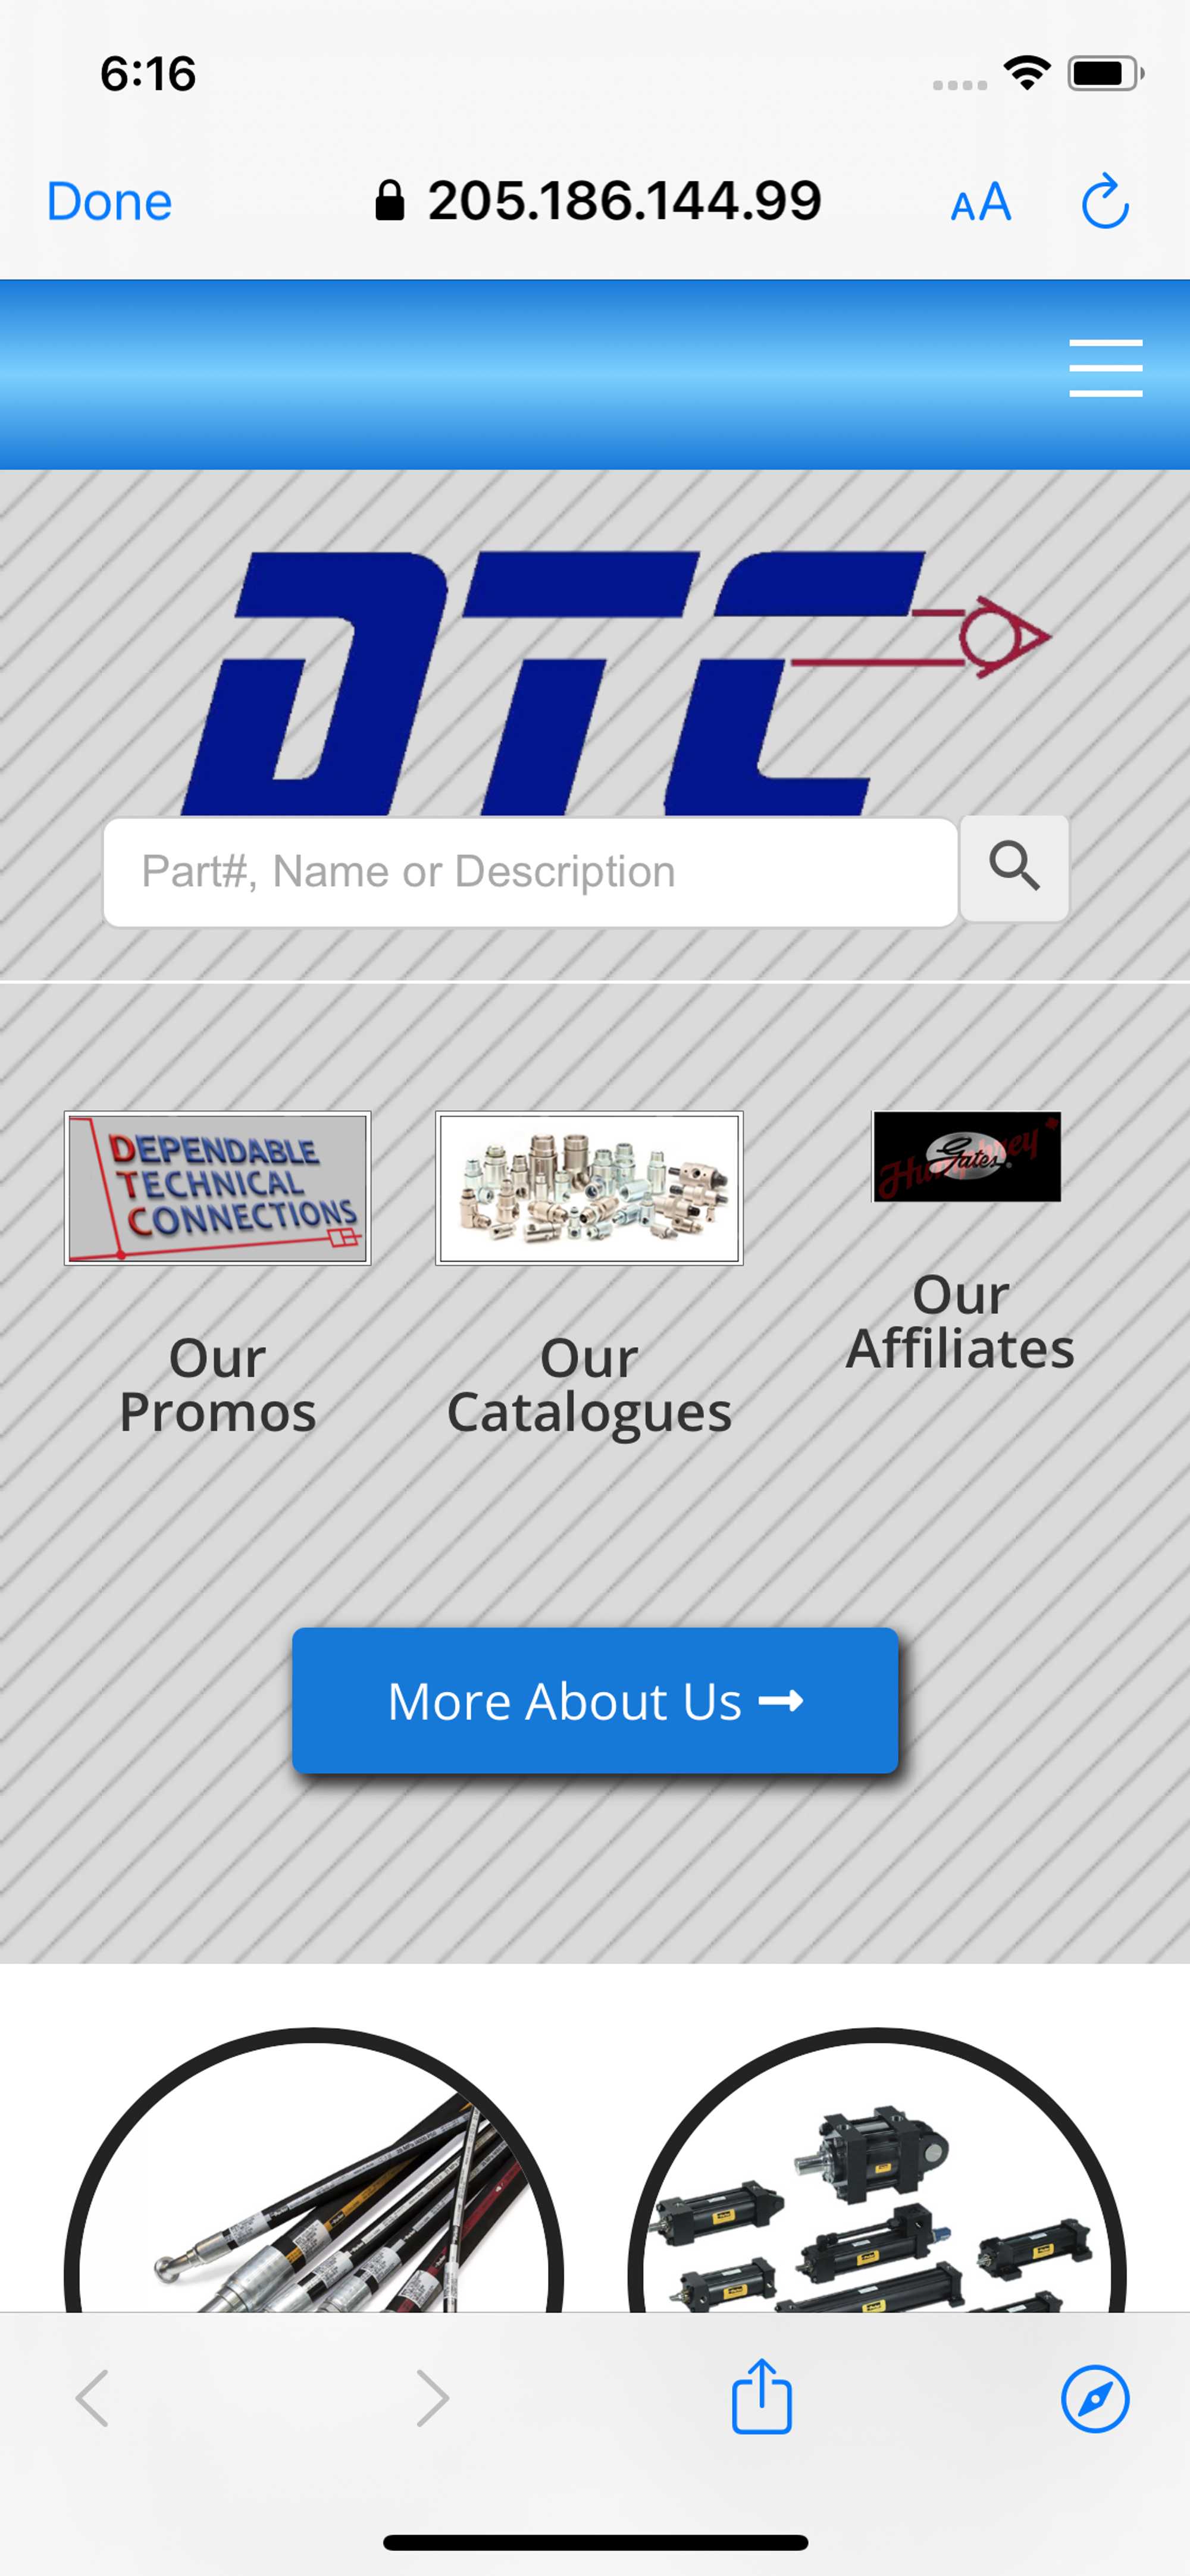 6:16
Done 205.186.144.99 AA
DTC
Part#, Name or Description
DEPENDABLE
TECHNICAL
CONNECTIONS
Humphrey
Gates
Our
Promos
Our
Catalogues
Our
Affiliates
More About Us →